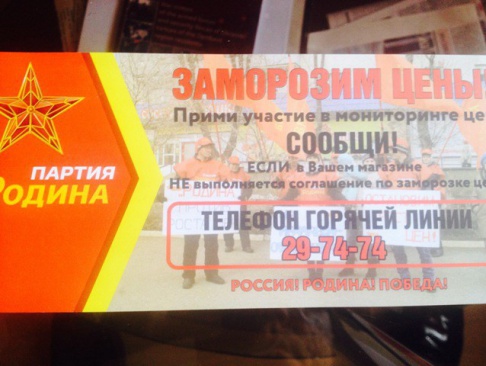 ПАРТИЯ
РОДИНА
ЗАМОРОЗИМ ЦЕНЫ
Прими участие в мониторинге це
СООБЩИ!
ЕСЛИ в Вашем магазине
НЕ выполняется соглашение по заморозке це
ТЕЛЕФОН ГОРЯЧЕЙ ЛИНИИ
29-74-74
РОССИЯ! РОДИНА! ПОБЕДА!